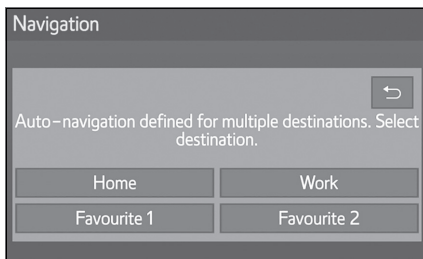 Navigation
Auto-navigation defined for multiple destinations. Select
destination.
Home
Work
Favourite 1
Favourite 2